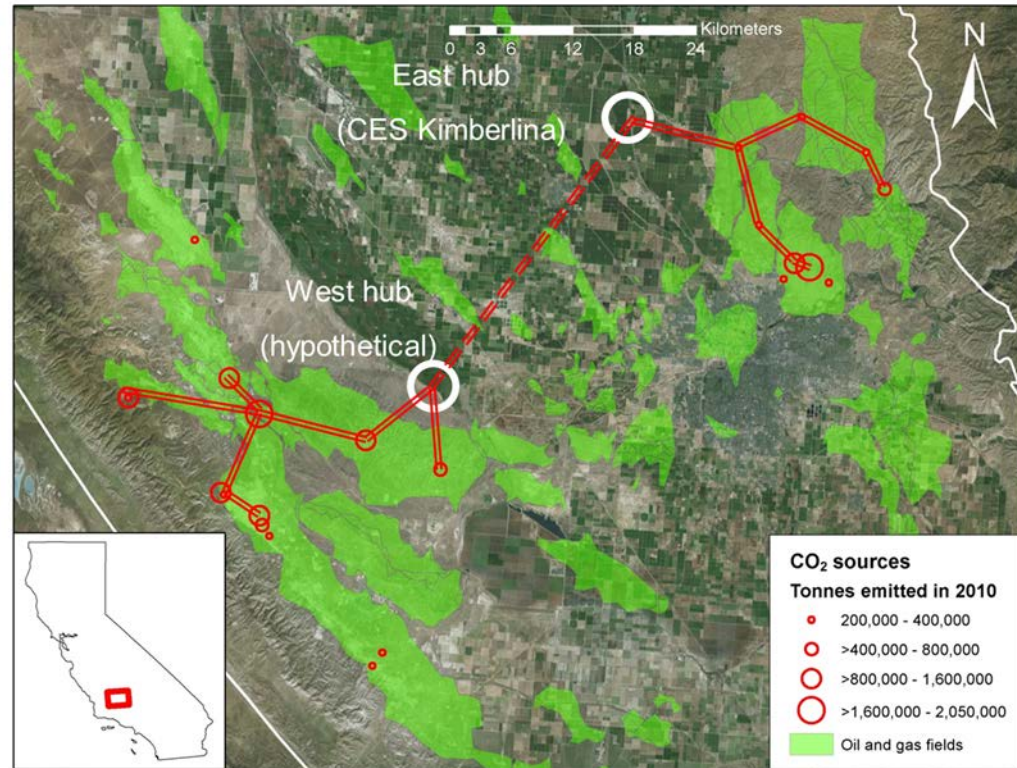 Kilometers
0 3 6 12 18 24
N
East hub
(CES Kimberlina)
West hub
(hypothetical)
CO₂ sources
Tonnes emitted in 2010
200,000 - 400,000
>400,000 - 800,000
>800,000 - 1,600,000
>1,600,000 - 2,050,000
Oil and gas fields